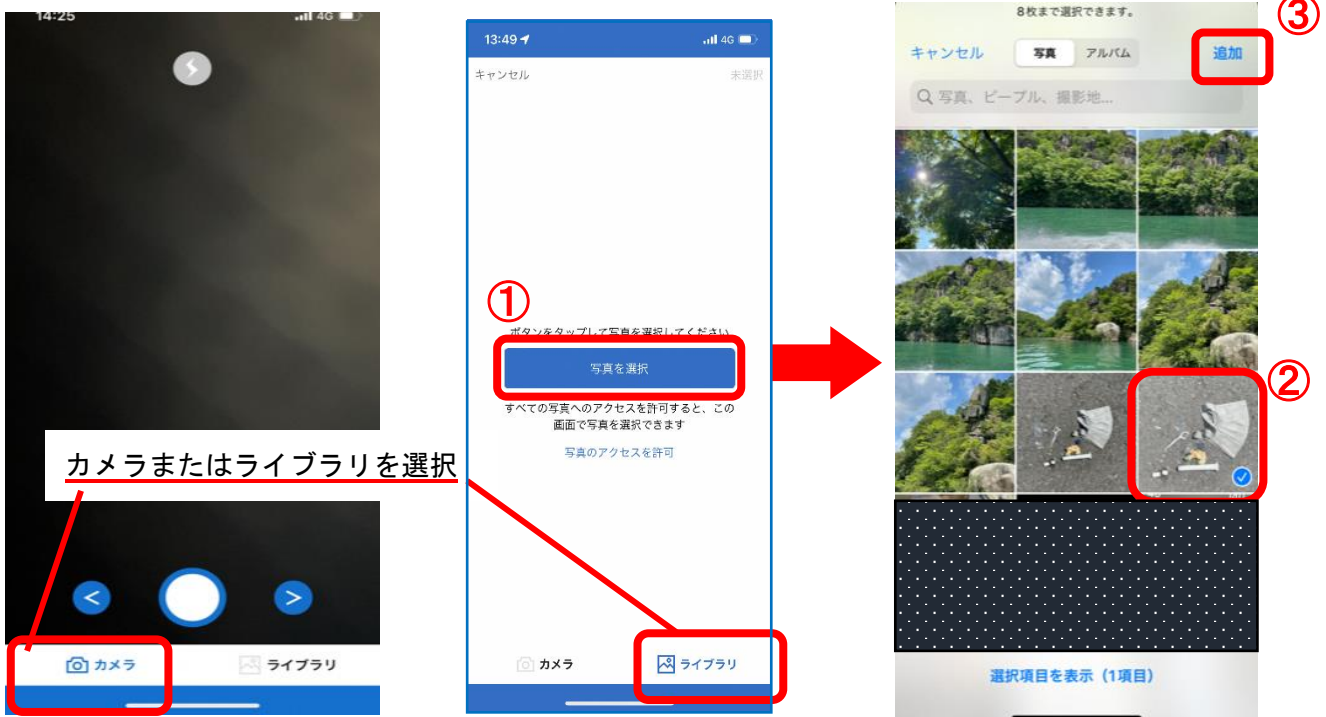 14:25
4G
カメラまたはライブラリを選択
カメラ
ライブラリ
13:49
4G
キャンセル
未選択
①
ボタンをタップして写真を選択してください
写真を選択
すべての写真へのアクセスを許可すると、この
画面で写真を選択できます
写真のアクセスを許可
カメラ
ライブラリ
8枚まで選択できます。
③
キャンセル
写真
アルバム
追加
写真、ピープル、撮影地...
②
選択項目を表示（1項目）